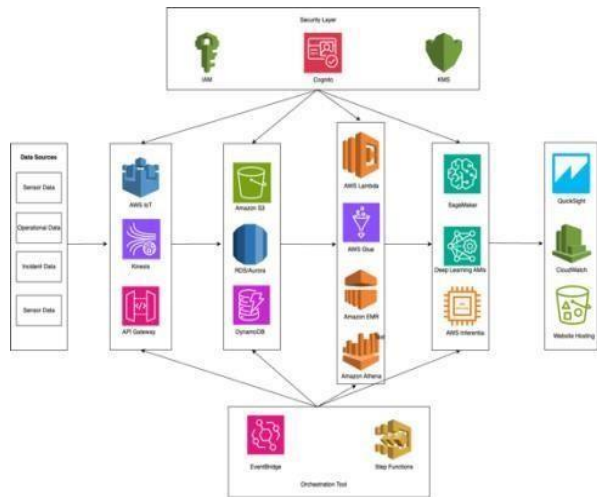 Security Layer
IAM
Cognito
KMS
Data Sources
Sensor Data
Operational Data
Incident Data
Sensor Data
AWS IoT
Kinesis
API Gateway
Amazon S3
RDS/Aurora
DynamoDB
AWS Lambda
AWS Glue
Amazon EMR
Amazon Athena
SageMaker
Deep Learning AMIs
AWS Inferentia
QuickSight
CloudWatch
Website Hosting
EventBridge
Step Functions
Orchestration Tool